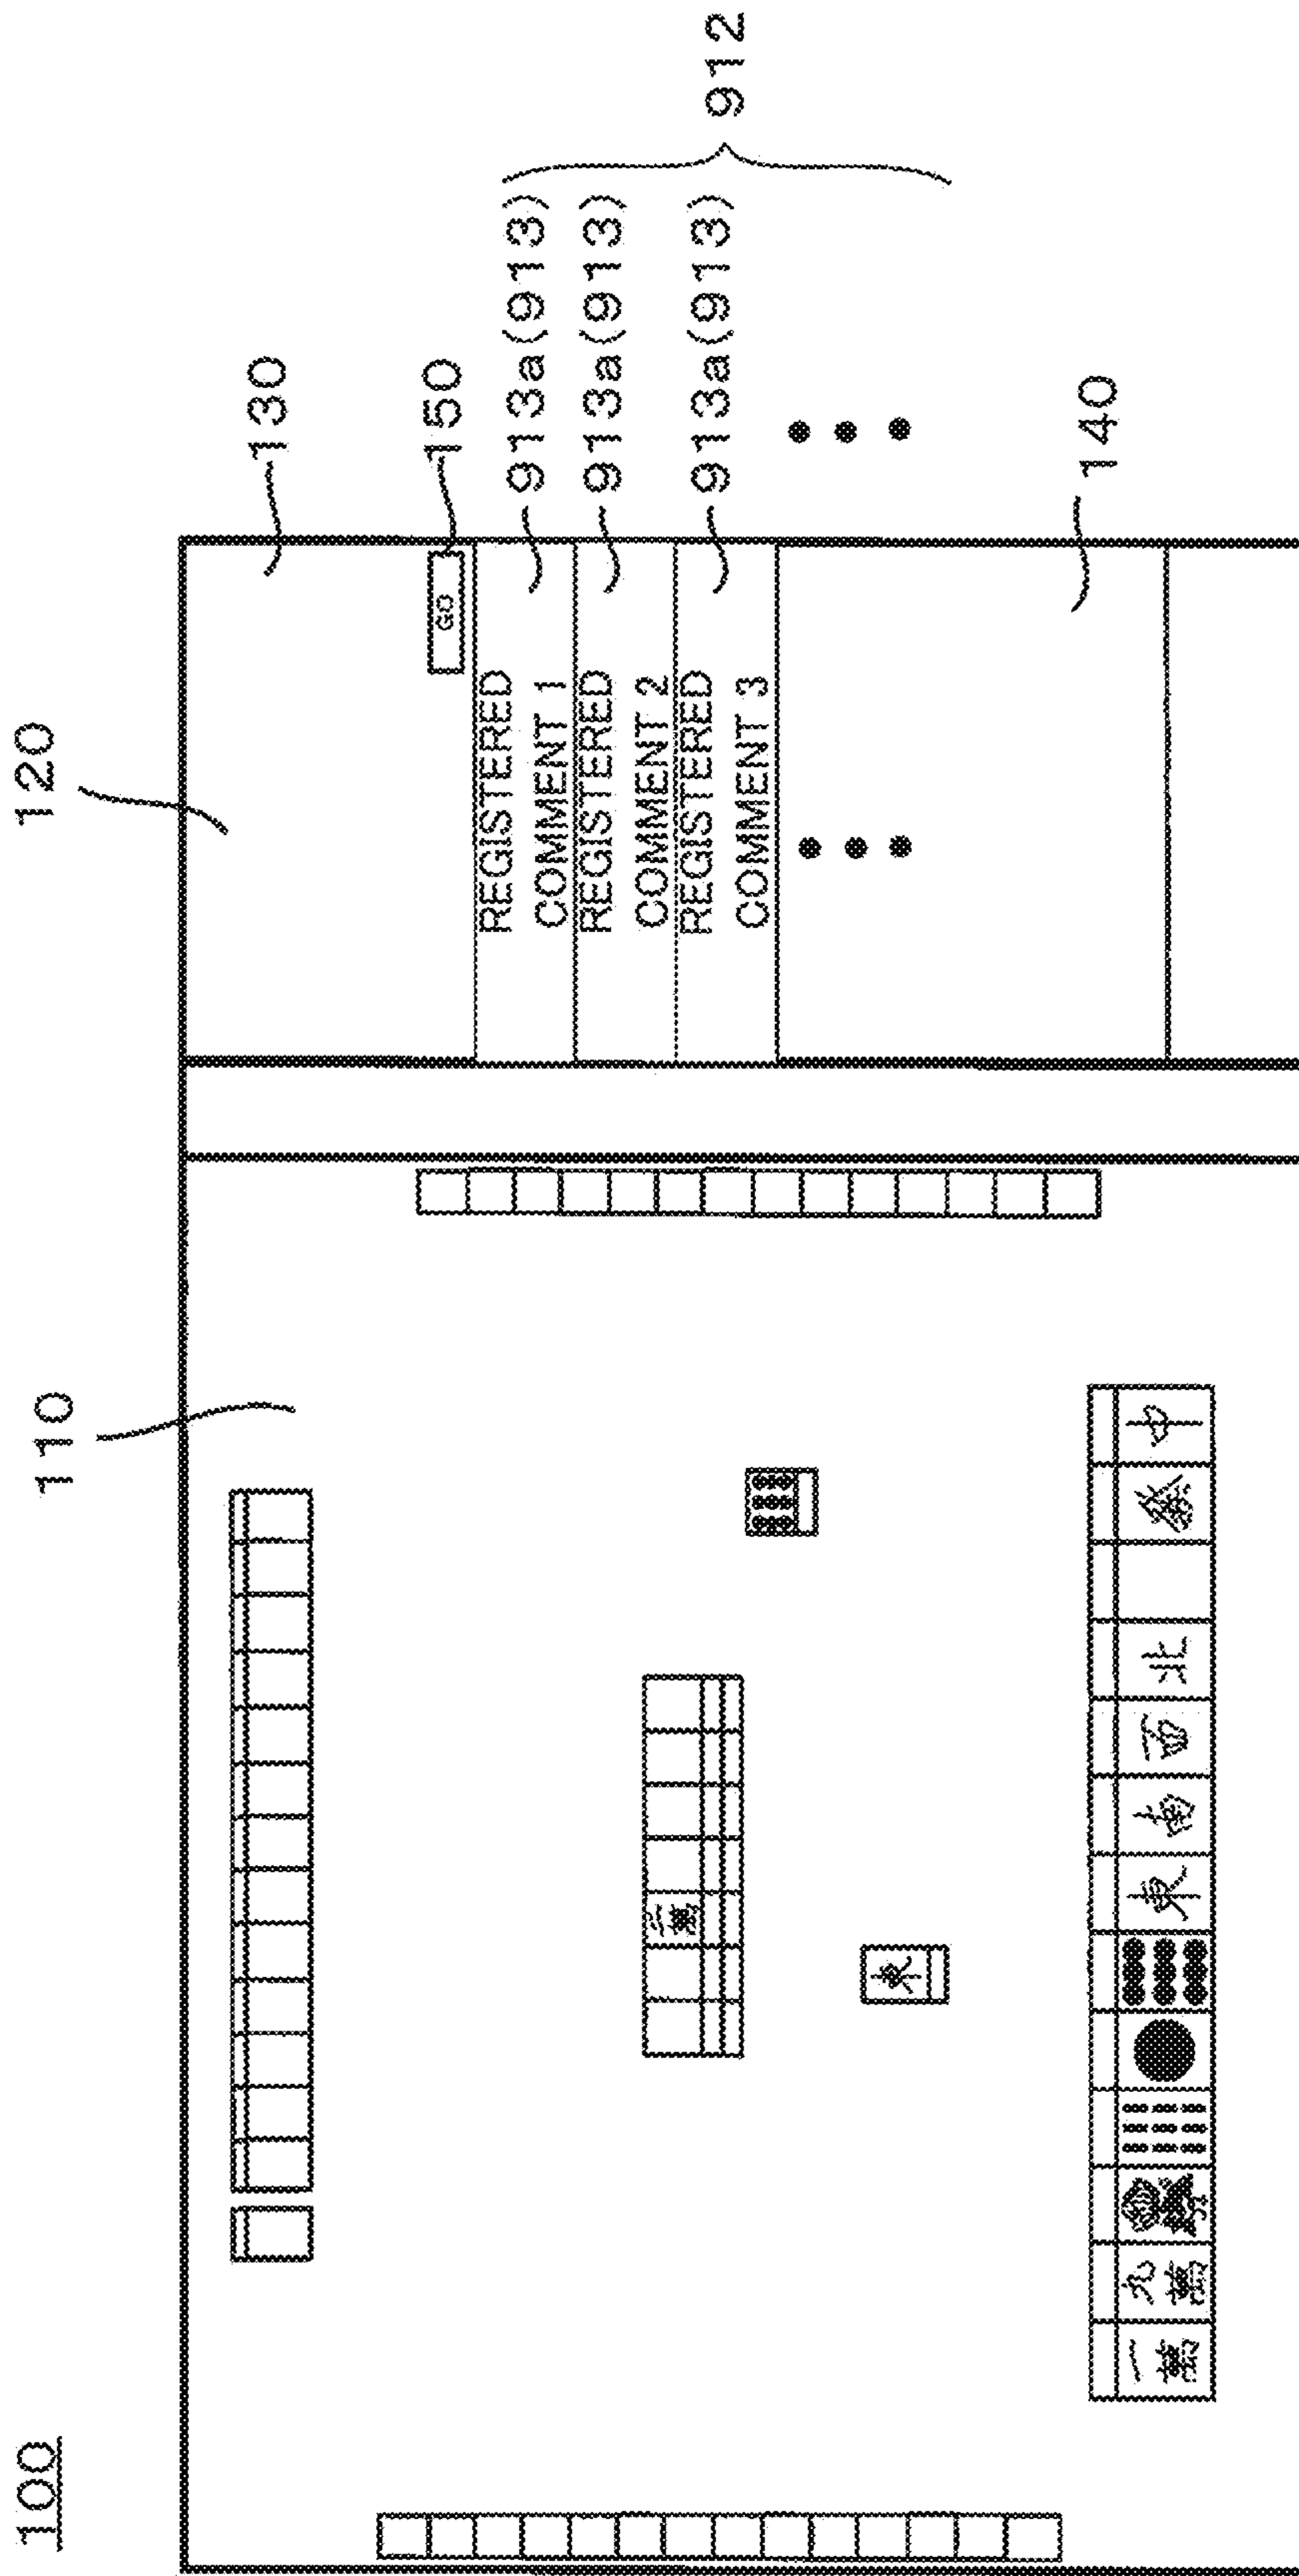 100
110
120
130
GO
150
REGISTERED
COMMENT 1
913a(913)
REGISTERED
COMMENT 2
913a(913)
REGISTERED
COMMENT 3
913a(913)
912
140
三萬
東
一萬 九萬 東 南 西 北 發 中